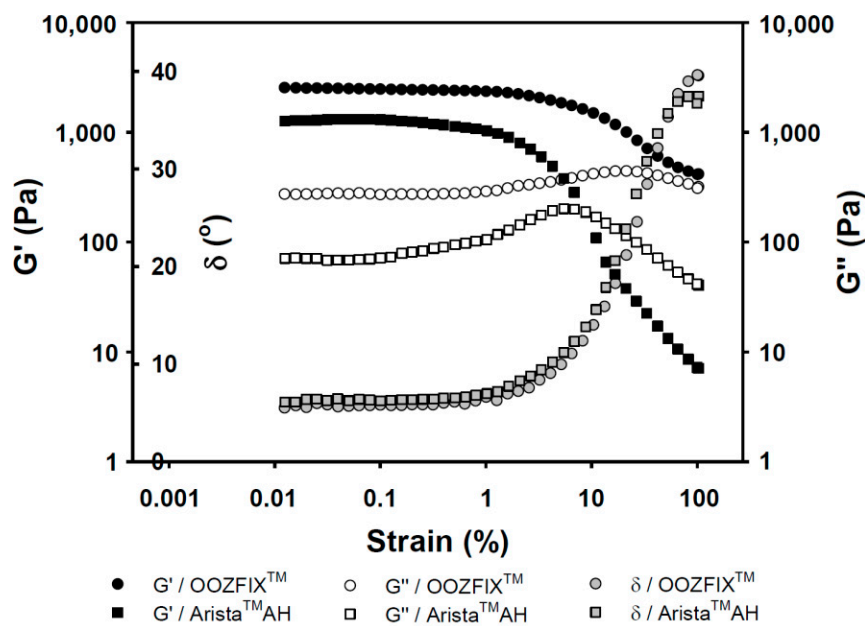 10,000 10,000
40
1,000 1,000
30
G' (Pa) δ (°) G'' (Pa)
100 100
20
10 10
10
1 0 1
0.001 0.01 0.1 1 10 100
Strain (%)
G' / OOZFIX™ G'' / OOZFIX™ δ / OOZFIX™
G' / Arista™AH G'' / Arista™AH δ / Arista™AH